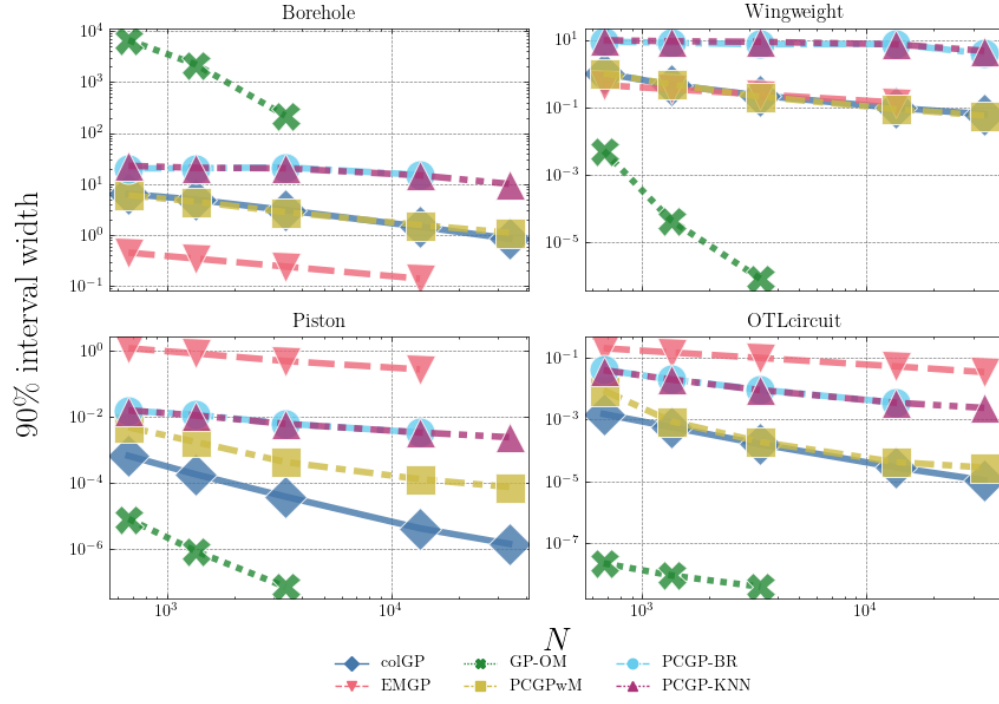 Borehole
Wingweight
10^4
10^3
10^2
10^1
10^0
10^-1
10^1
10^-1
10^-3
10^-5
90% interval width
Piston
OTLcircuit
10^0
10^-2
10^-4
10^-6
10^-1
10^-3
10^-5
10^-7
10^3
10^4
10^3
10^4
N
colGP
GP-OM
PCGP-BR
EMGP
PCGPwM
PCGP-KNN